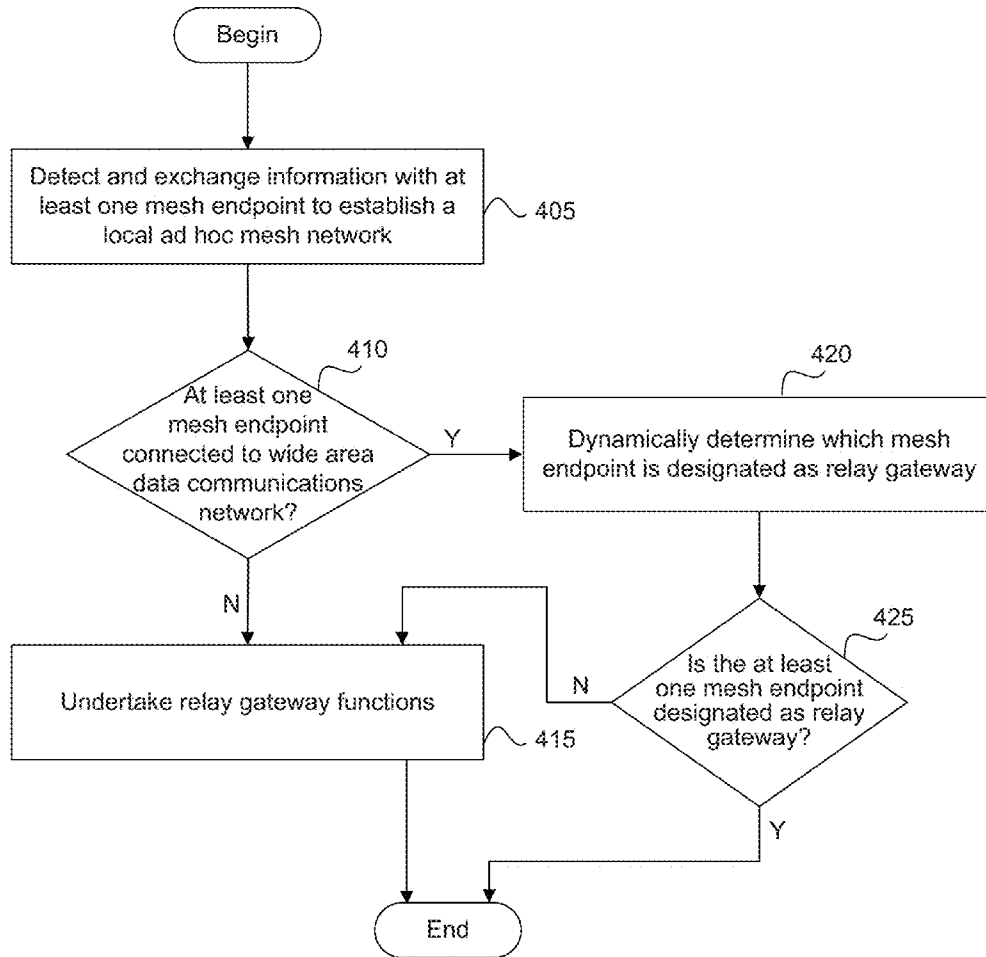 Begin
Detect and exchange information with at
least one mesh endpoint to establish a
local ad hoc mesh network
405
410
At least one
mesh endpoint
connected to wide area
data communications
network?
Y
N
420
Dynamically determine which mesh
endpoint is designated as relay gateway
425
Is the at least
one mesh endpoint
designated as relay
gateway?
N
Y
Undertake relay gateway functions
415
End